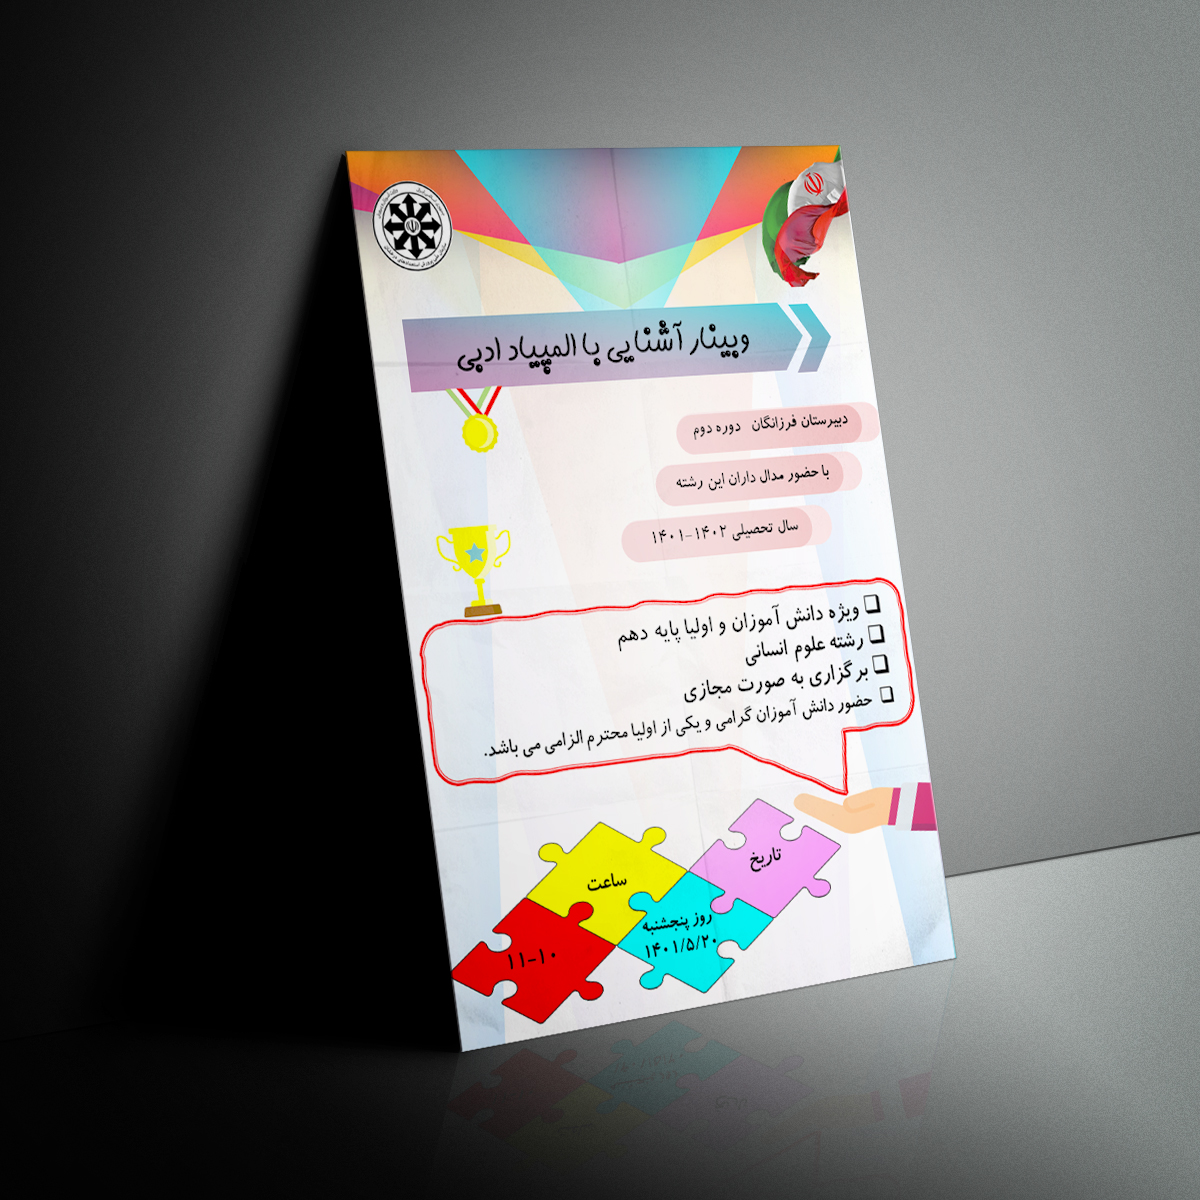 وبینار آشنایی با المپیاد ادبی
دبیرستان فرزانگان دوره دوم
با حضور مدال داران این رشته
سال تحصیلی ۱۴۰۲-۱۴۰۱
ویژه دانش آموزان و اولیا پایه دهم
رشته علوم انسانی
برگزاری به صورت مجازی
حضور دانش آموزان گرامی و یکی از اولیا محترم الزامی می باشد.
تاریخ
روز پنجشنبه
۱۴۰۱/۵/۲۰
ساعت
۱۱-۱۰